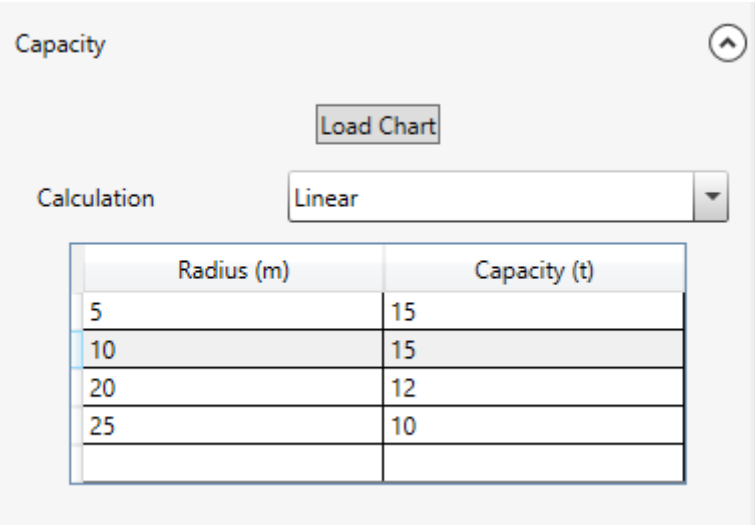 Capacity
Load Chart
Calculation Linear
Radius (m) Capacity (t)
5 15
10 15
20 12
25 10